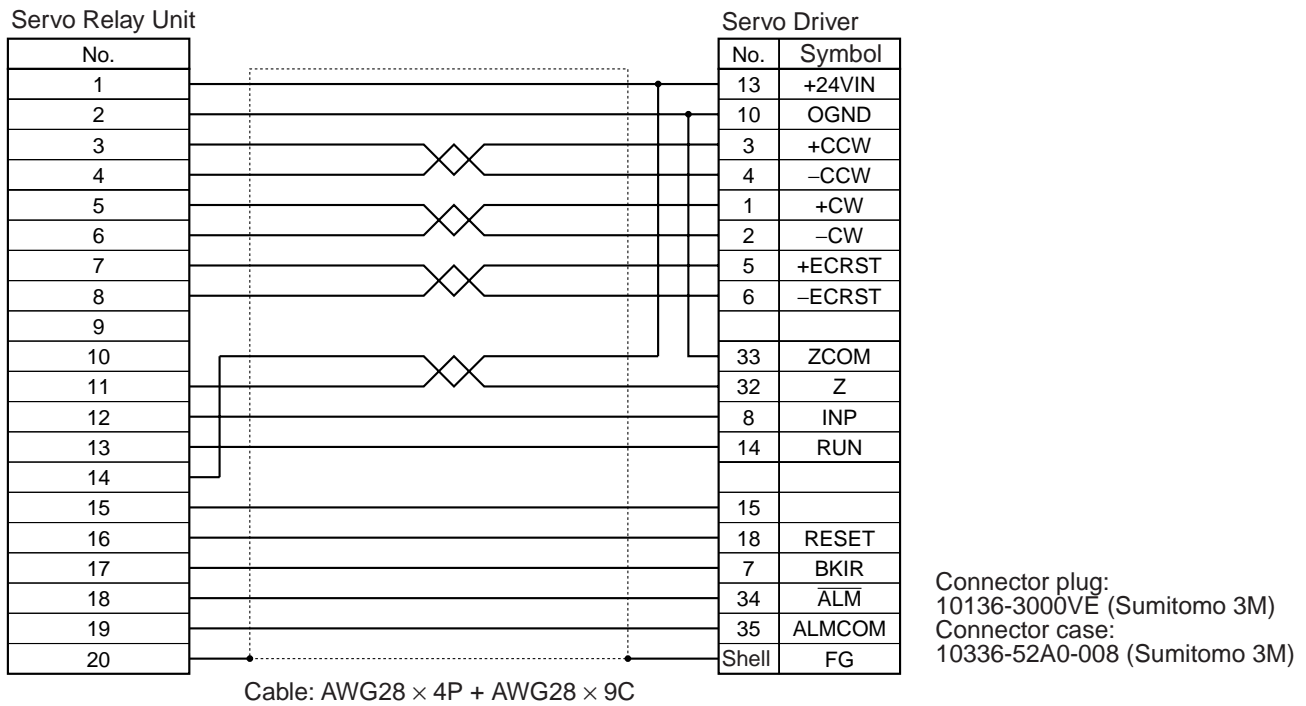 Servo Relay Unit Servo Driver
No. No. Symbol
1 13 +24VIN
2 10 OGND
3 3 +CCW
4 4 −CCW
5 1 +CW
6 2 −CW
7 5 +ECRST
8 6 −ECRST
9
10 33 ZCOM
11 32 Z
12 8 INP
13 14 RUN
14
15 15
16 18 RESET
17 7 BKIR
18 34 A̅L̅M̅
19 35 ALMCOM
20 Shell FG
Connector plug:
10136-3000VE (Sumitomo 3M)
Connector case:
10336-52A0-008 (Sumitomo 3M)
Cable: AWG28 × 4P + AWG28 × 9C